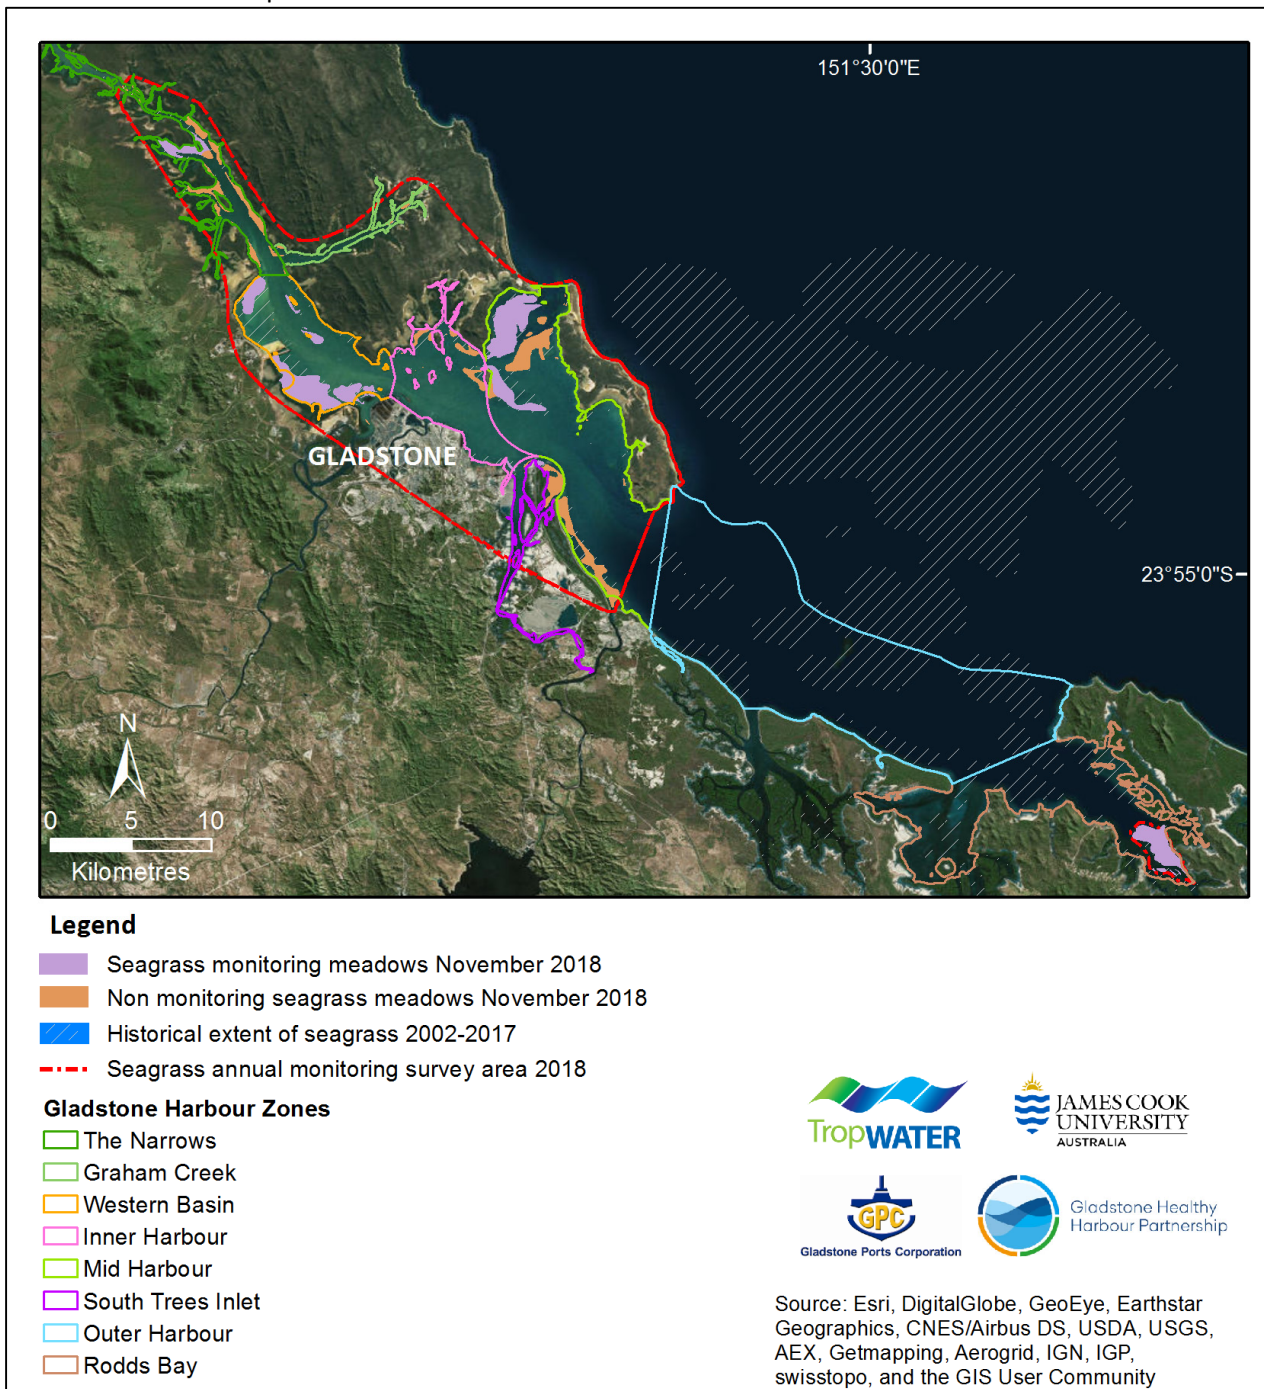 151°30'0"E
GLADSTONE
23°55'0"S
N
0 5 10
Kilometres
Legend
Seagrass monitoring meadows November 2018
Non monitoring seagrass meadows November 2018
Historical extent of seagrass 2002-2017
Seagrass annual monitoring survey area 2018
Gladstone Harbour Zones
The Narrows
Graham Creek
Western Basin
Inner Harbour
Mid Harbour
South Trees Inlet
Outer Harbour
Rodds Bay
TropWATER
JAMES COOK
UNIVERSITY
AUSTRALIA
GPC
Gladstone Ports Corporation
Gladstone Healthy
Harbour Partnership
Source: Esri, DigitalGlobe, GeoEye, Earthstar
Geographics, CNES/Airbus DS, USDA, USGS,
AEX, Getmapping, Aerogrid, IGN, IGP,
swisstopo, and the GIS User Community